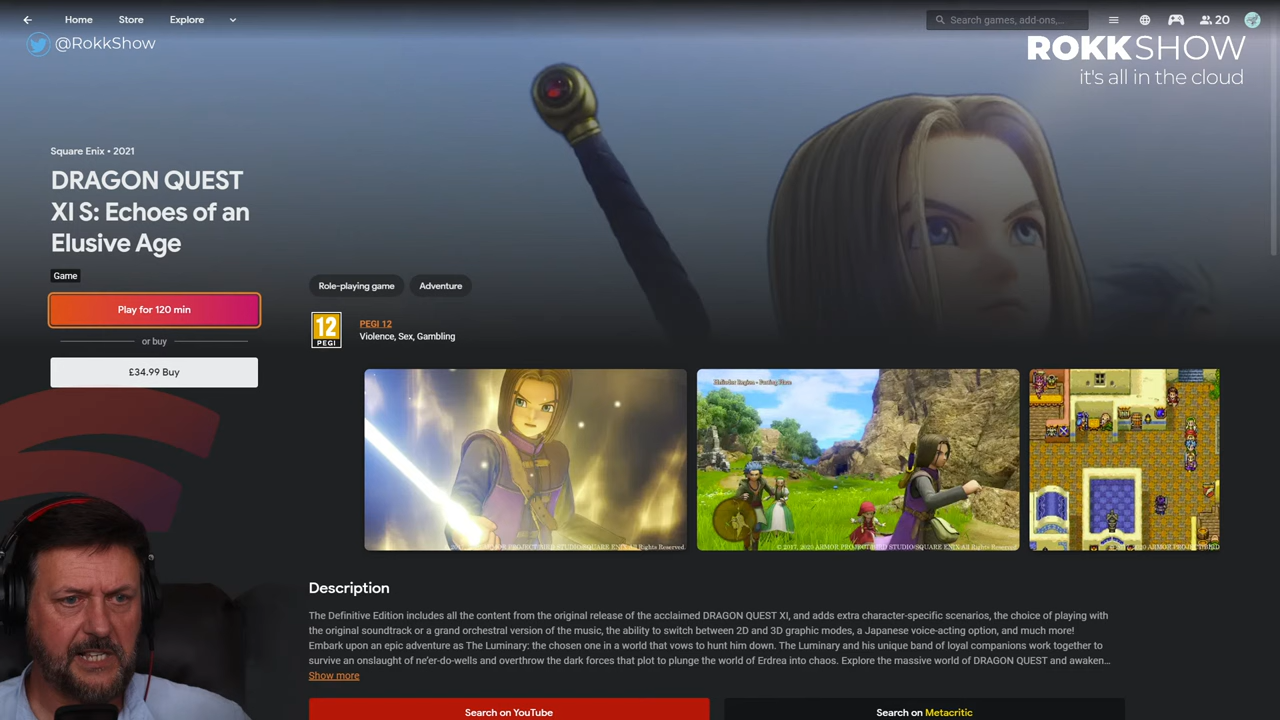 Home Store Explore
Search games, add-ons,...
20
@RokkShow
ROKKSHOW
it's all in the cloud
Square Enix • 2021
DRAGON QUEST
XI S: Echoes of an
Elusive Age
Game
Play for 120 min
or buy
£34.99 Buy
Role-playing game Adventure
12
PEGI
PEGI 12
Violence, Sex, Gambling
Description
The Definitive Edition includes all the content from the original release of the acclaimed DRAGON QUEST XI, and adds extra character-specific scenarios, the choice of playing with
the original soundtrack or a grand orchestral version of the music, the ability to switch between 2D and 3D graphic modes, a Japanese voice-acting option, and much more!
Embark upon an epic adventure as The Luminary: the chosen one in a world that vows to hunt him down. The Luminary and his unique band of loyal companions work together to
survive an onslaught of ne'er-do-wells and overthrow the dark forces that plot to plunge the world of Erdrea into chaos. Explore the massive world of DRAGON QUEST and awaken...
Show more
Search on YouTube
Search on Metacritic